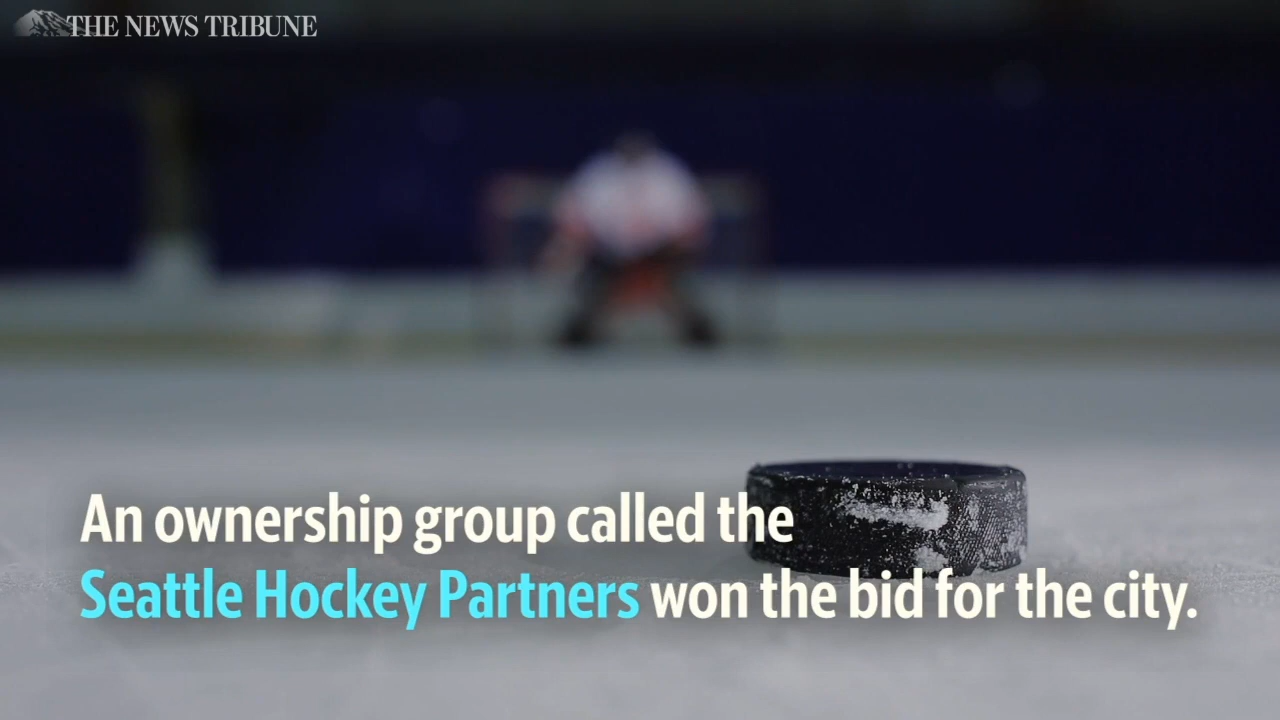 THE NEWS TRIBUNE
An ownership group called the
Seattle Hockey Partners won the bid for the city.